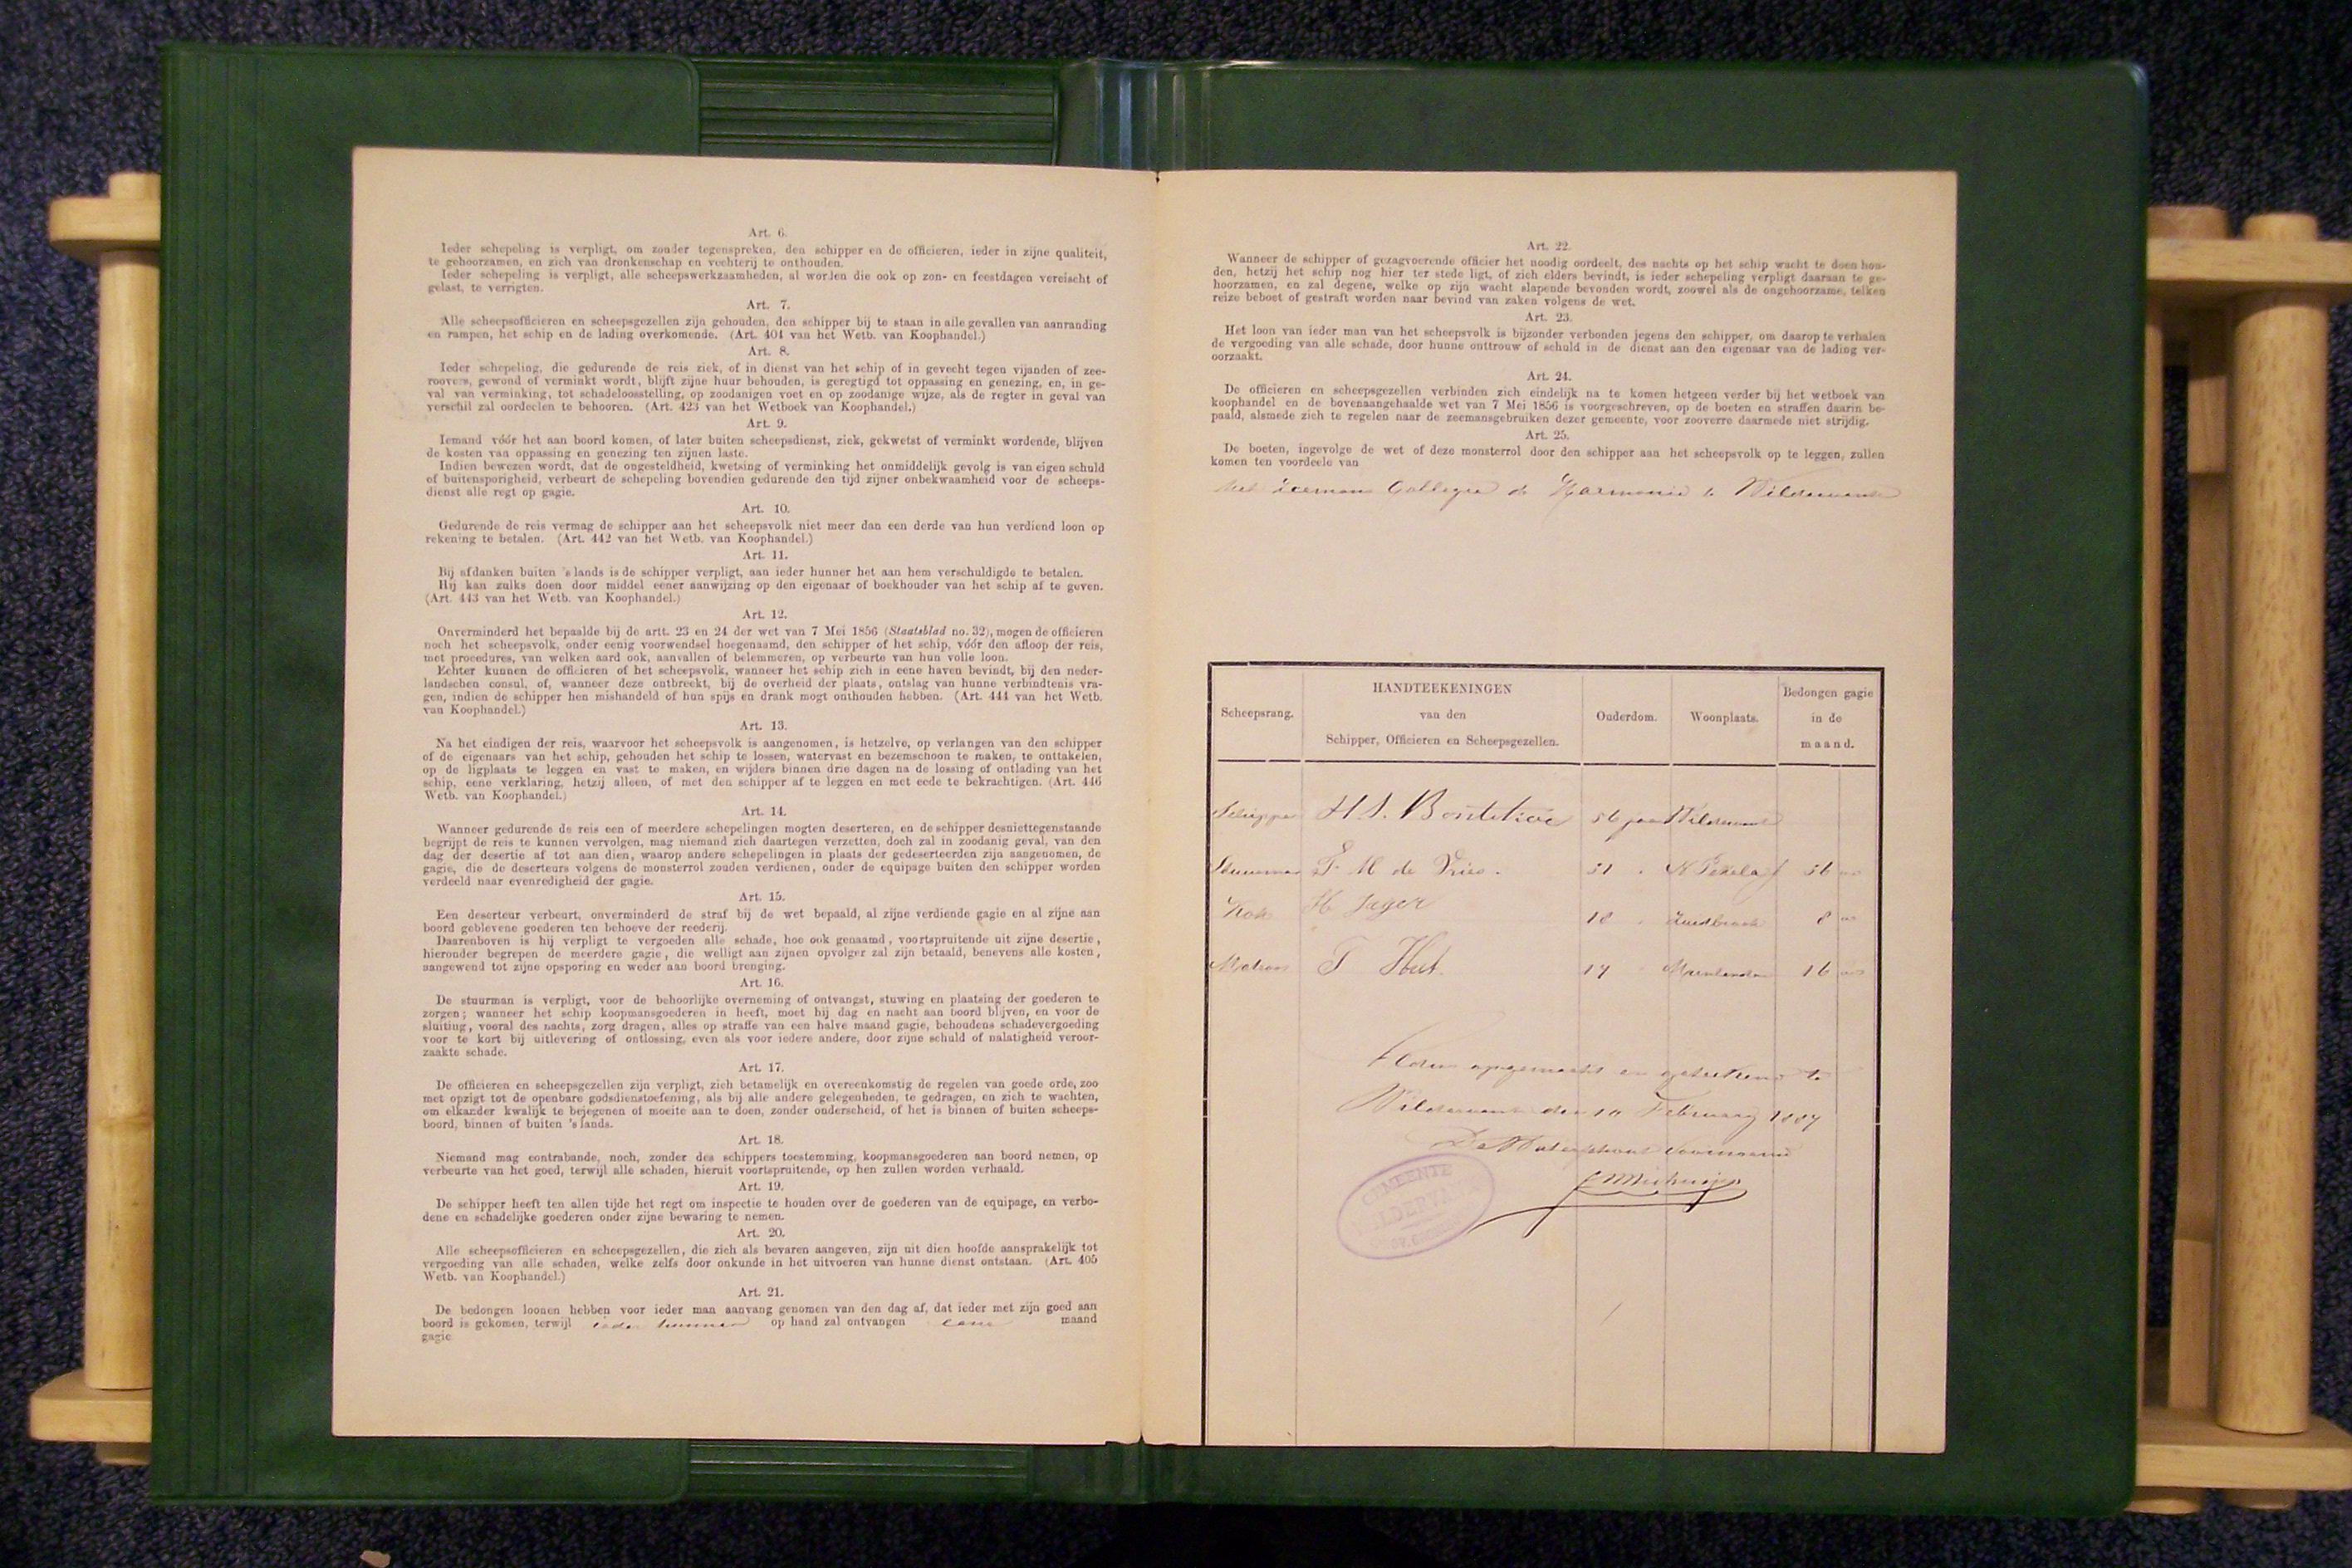 Art. 6.
Ieder schepeling is verpligt, om zonder tegenspreken, den schipper en de officieren, ieder in zijne qualiteit,
te gehoorzamen, en zich van dronkenschap en vechterij te onthouden.
Ieder schepeling is verpligt, alle scheepswerkzaamheden, al worden die ook op zon- en feestdagen vereischt of
gelast, te verrigten.
Art. 7.
Alle scheepsofficieren en scheepsgezellen zijn gehouden, den schipper bij te staan in alle gevallen van aanranding
en rampen, het schip en de lading overkomende. (Art. 404 van het Wetb. van Koophandel.)
Art. 8.
Ieder schepeling, die gedurende de reis ziek, of in dienst van het schip of in gevecht tegen vijanden of zee-
roovers, gewond of verminkt wordt, blijft zijne huur behouden, is geregtigd tot oppassing en genezing, en, in ge-
val van verminking, tot schadeloosstelling, op zoodanigen voet en op zoodanige wijze, als de regter in geval van
verschil zal oordeelen te behooren. (Art. 423 van het Wetboek van Koophandel.)
Art. 9.
Iemand vóór het aan boord komen, of later buiten scheepsdienst, ziek, gekwetst of verminkt wordende, blijven
de kosten van oppassing en genezing ten zijnen laste.
Indien bewezen wordt, dat de ongesteldheid, kwetsing of verminking het onmiddelijk gevolg is van eigen schuld
of buitensporigheid, verbeurt de schepeling bovendien gedurende den tijd zijner onbekwaamheid voor de scheeps-
dienst alle regt op gagie.
Art. 10.
Gedurende de reis vermag de schipper aan het scheepsvolk niet meer dan een derde van hun verdiend loon op
rekening te betalen. (Art. 442 van het Wetb. van Koophandel.)
Art. 11.
Bij afdanken buiten 's lands is de schipper verpligt, aan ieder hunner het aan hem verschuldigde te betalen.
Hij kan zulks doen door middel eener aanwijzing op den eigenaar of boekhouder van het schip af te geven.
(Art. 443 van het Wetb. van Koophandel.)
Art. 12.
Onverminderd het bepaalde bij de artt. 23 en 24 der wet van 7 Mei 1856 (Staatsblad no. 32), mogen de officieren
noch het scheepsvolk, onder eenig voorwendsel hoegenaamd, den schipper of het schip, vóór den afloop der reis,
met procedures, van welken aard ook, aanvallen of belemmeren, op verbeurte van hun volle loon.
Echter kunnen de officieren of het scheepsvolk, wanneer het schip zich in eene haven bevindt, bij den neder-
landschen consul, of, wanneer deze ontbreekt, bij de overheid der plaats, ontslag van hunne verbindtenis vra-
gen, indien de schipper hen mishandeld of hun spijs en drank mogt onthouden hebben. (Art. 444 van het Wetb.
van Koophandel.)
Art. 13.
Na het eindigen der reis, waarvoor het scheepsvolk is aangenomen, is hetzelve, op verlangen van den schipper
of de eigenaars van het schip, gehouden het schip te lossen, watervast en bezemschoon te maken, te onttakelen,
op de ligplaats te leggen en vast te maken, en wijders binnen drie dagen na de lossing of ontlading van het
schip, eene verklaring, hetzij alleen, of met den schipper af te leggen en met eede te bekrachtigen. (Art. 446
Wetb. van Koophandel.)
Art. 14.
Wanneer gedurende de reis een of meerdere schepelingen mogten deserteren, en de schipper desniettegenstaande
begrijpt de reis te kunnen vervolgen, mag niemand zich daartegen verzetten, doch zal in zoodanig geval, van den
dag der desertie af tot aan dien, waarop andere schepelingen in plaats der gedeserteerden zijn aangenomen, de
gagie, die de deserteurs volgens de monsterrol zouden verdienen, onder de equipage buiten den schipper worden
verdeeld naar evenredigheid der gagie.
Art. 15.
Een deserteur verbeurt, onverminderd de straf bij de wet bepaald, al zijne verdiende gagie en al zijne aan
boord geblevene goederen ten behoeve der reederij.
Daarenboven is hij verpligt te vergoeden alle schade, hoe ook genaamd, voortspruitende uit zijne desertie,
hieronder begrepen de meerdere gagie, die welligt aan zijnen opvolger zal zijn betaald, benevens alle kosten,
aangewend tot zijne opsporing en weder aan boord brenging.
Art. 16.
De stuurman is verpligt, voor de behoorlijke overneming of ontvangst, stuwing en plaatsing der goederen te
zorgen; wanneer het schip koopmansgoederen in heeft, moet hij dag en nacht aan boord blijven, en voor de
sluiting, vooral des nachts, zorg dragen, alles op straffe van een halve maand gagie, behoudens schadevergoeding
voor te kort bij uitlevering of ontlossing, even als voor iedere andere, door zijne schuld of nalatigheid veroor-
zaakte schade.
Art. 17.
De officieren en scheepsgezellen zijn verpligt, zich betamelijk en overeenkomstig de regelen van goede orde, zoo
met opzigt tot de openbare godsdienstoefening, als bij alle andere gelegenheden, te gedragen, en zich te wachten,
om elkander kwalijk te bejegenen of moeite aan te doen, zonder onderscheid, of het is binnen of buiten scheeps-
boord, binnen of buiten 's lands.
Art. 18.
Niemand mag contrabande, noch, zonder des schippers toestemming, koopmansgoederen aan boord nemen, op
verbeurte van het goed, terwijl alle schaden, hieruit voortspruitende, op hen zullen worden verhaald.
Art. 19.
De schipper heeft ten allen tijde het regt om inspectie te houden over de goederen van de equipage, en verbo-
dene en schadelijke goederen onder zijne bewaring te nemen.
Art. 20.
Alle scheepsofficieren en scheepsgezellen, die zich als bevaren aangeven, zijn uit dien hoofde aansprakelijk tot
vergoeding van alle schaden, welke zelfs door onkunde in het uitvoeren van hunne dienst ontstaan. (Art. 405
Wetb. van Koophandel.)
Art. 21.
De bedongen loonen hebben voor ieder man aanvang genomen van den dag af, dat ieder met zijn goed aan
boord is gekomen, terwijl ieder hunner op hand zal ontvangen eene maand
gagie
Art. 22.
Wanneer de schipper of gezagvoerende officier het noodig oordeelt, des nachts op het schip wacht te doen hou-
den, hetzij het schip nog hier ter stede ligt, of zich elders bevindt, is ieder schepeling verpligt daaraan te ge-
hoorzamen, en zal degene, welke op zijn wacht slapende bevonden wordt, zoowel als de ongehoorzame, telken
reize beboet of gestraft worden naar bevind van zaken volgens de wet.
Art. 23.
Het loon van ieder man van het scheepsvolk is bijzonder verbonden jegens den schipper, om daarop te verhalen
de vergoeding van alle schade, door hunne onttrouw of schuld in de dienst aan den eigenaar van de lading ver-
oorzaakt.
Art. 24.
De officieren en scheepsgezellen verbinden zich eindelijk na te komen hetgeen verder bij het wetboek van
koophandel en de bovenaangehaalde wet van 7 Mei 1856 is voorgeschreven, op de boeten en straffen daarin be-
paald, alsmede zich te regelen naar de zeemansgebruiken dezer gemeente, voor zooverre daarmede niet strijdig.
Art. 25.
De boeten, ingevolge de wet of deze monsterrol door den schipper aan het scheepsvolk op te leggen, zullen
komen ten voordeele van
het Zeemans Collegie de Harmonie te Wildervank
Scheepsrang. HANDTEEKENINGEN van den Schipper, Officieren en Scheepsgezellen. Ouderdom. Woonplaats. Bedongen gagie in de maand.
Schipper H. S. Bontekoe 56 jaar Wildervank
Stuurman F. M de Vries. 51 N Pekela f 56
Kok H Jager 18 Zuidbroek 8
Matroos T Hut 17 Muntendam 16
Aldus opgemaakt en geteekend te
Wildervank den 10 Februarij 1887
De Waterschout voornoemd
GEMEENTE
WILDERVANK